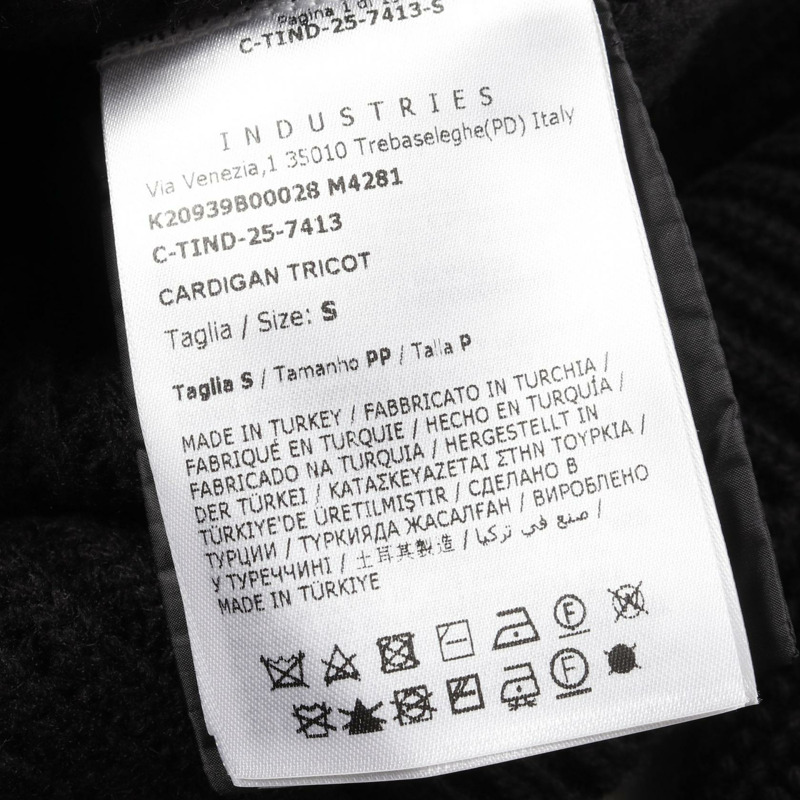 Pagina 1 di
C-TIND-25-7413-S
INDUSTRIES
Via Venezia,1 35010 Trebaseleghe(PD) Italy
K20939B00028 M4281
C-TIND-25-7413
CARDIGAN TRICOT
Taglia / Size: S
Taglia S / Tamanho PP / Talla P
MADE IN TURKEY / FABBRICATO IN TURCHIA /
FABRIQUÉ EN TURQUIE / HECHO EN TURQUÍA /
FABRICADO NA TURQUIA / HERGESTELLT IN
DER TÜRKEI / ΚΑΤΑΣΚΕΥΑΖΕΤΑΙ ΣΤΗΝ ΤΟΥΡΚΙΑ /
TÜRKIYE'DE ÜRETILMIŞTIR / СДЕЛАНО В
ТУРЦИИ / ТҮРКИЯДА ЖАСАЛҒАН / ВИРОБЛЕНО
У ТУРЕЧЧИНІ / 土耳其製造 / صنع في تركيا /
MADE IN TÜRKIYE
F W
F